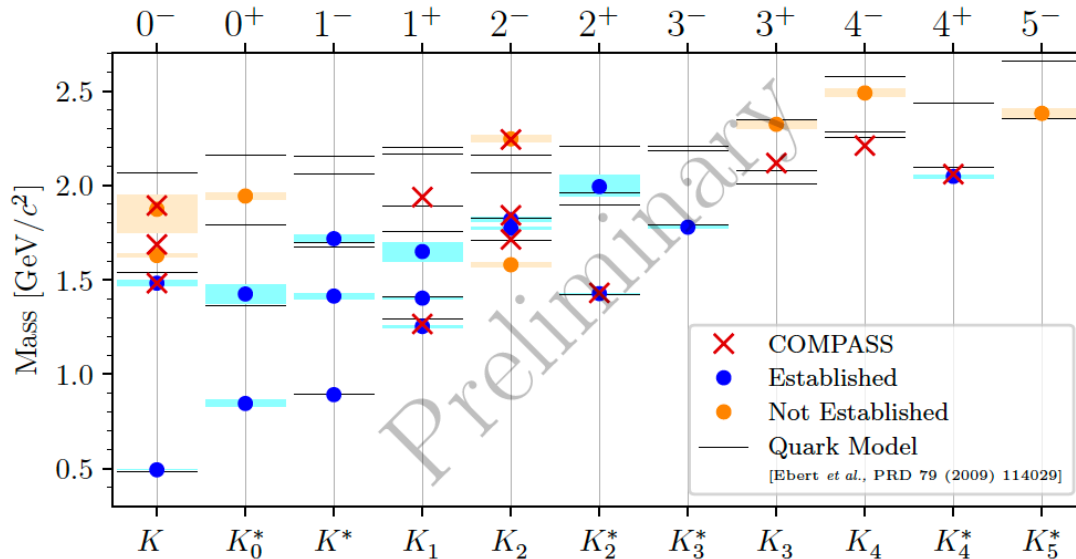 0⁻ 0⁺ 1⁻ 1⁺ 2⁻ 2⁺ 3⁻ 3⁺ 4⁻ 4⁺ 5⁻
2.5
2.0
1.5
1.0
0.5
Mass [GeV/c²]
Preliminary
COMPASS
Established
Not Established
Quark Model
[Ebert et al., PRD 79 (2009) 114029]
K K₀* K* K₁ K₂ K₂* K₃* K₃ K₄ K₄* K₅*